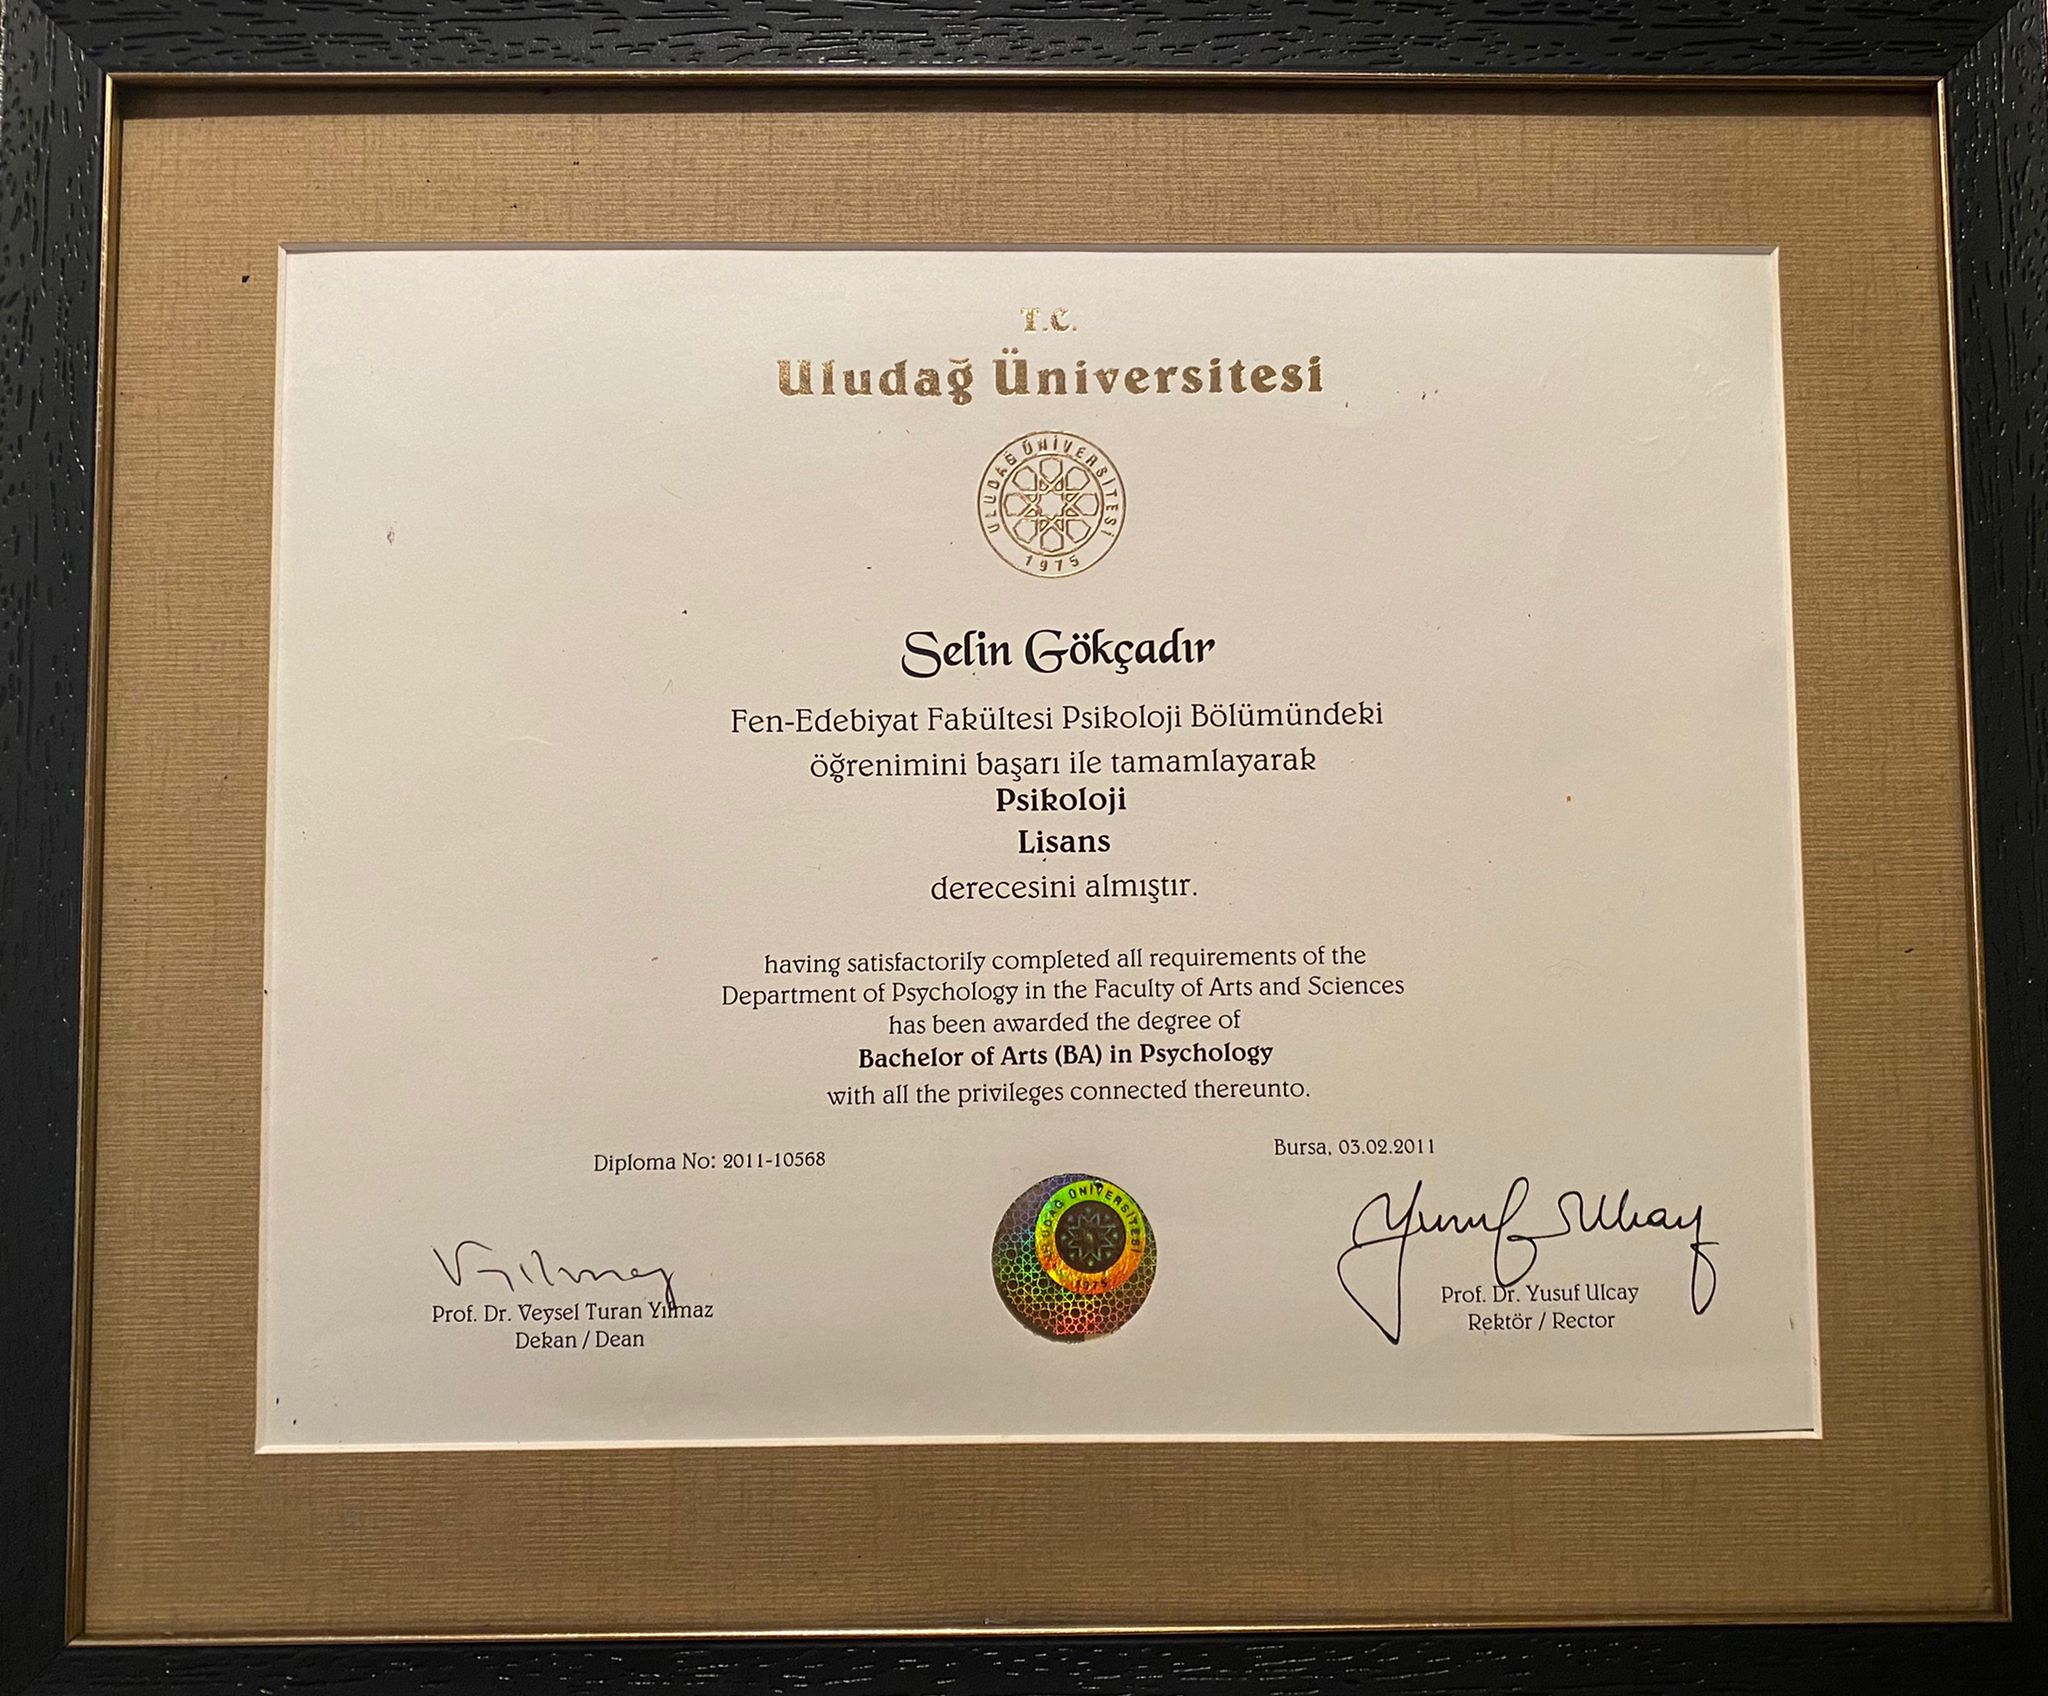 T.C.
Uludağ Üniversitesi
ULUDAĞ ÜNİVERSİTESİ
1975
Selin Gökçadır
Fen-Edebiyat Fakültesi Psikoloji Bölümündeki
öğrenimini başarı ile tamamlayarak
Psikoloji
Lisans
derecesini almıştır.
having satisfactorily completed all requirements of the
Department of Psychology in the Faculty of Arts and Sciences
has been awarded the degree of
Bachelor of Arts (BA) in Psychology
with all the privileges connected thereunto.
Diploma No: 2011-10568
Bursa, 03.02.2011
ULUDAĞ ÜNİVERSİTESİ
1975
VYılmaz
Prof. Dr. Veysel Turan Yılmaz
Dekan / Dean
Yusuf Ulcay
Prof. Dr. Yusuf Ulcay
Rektör / Rector